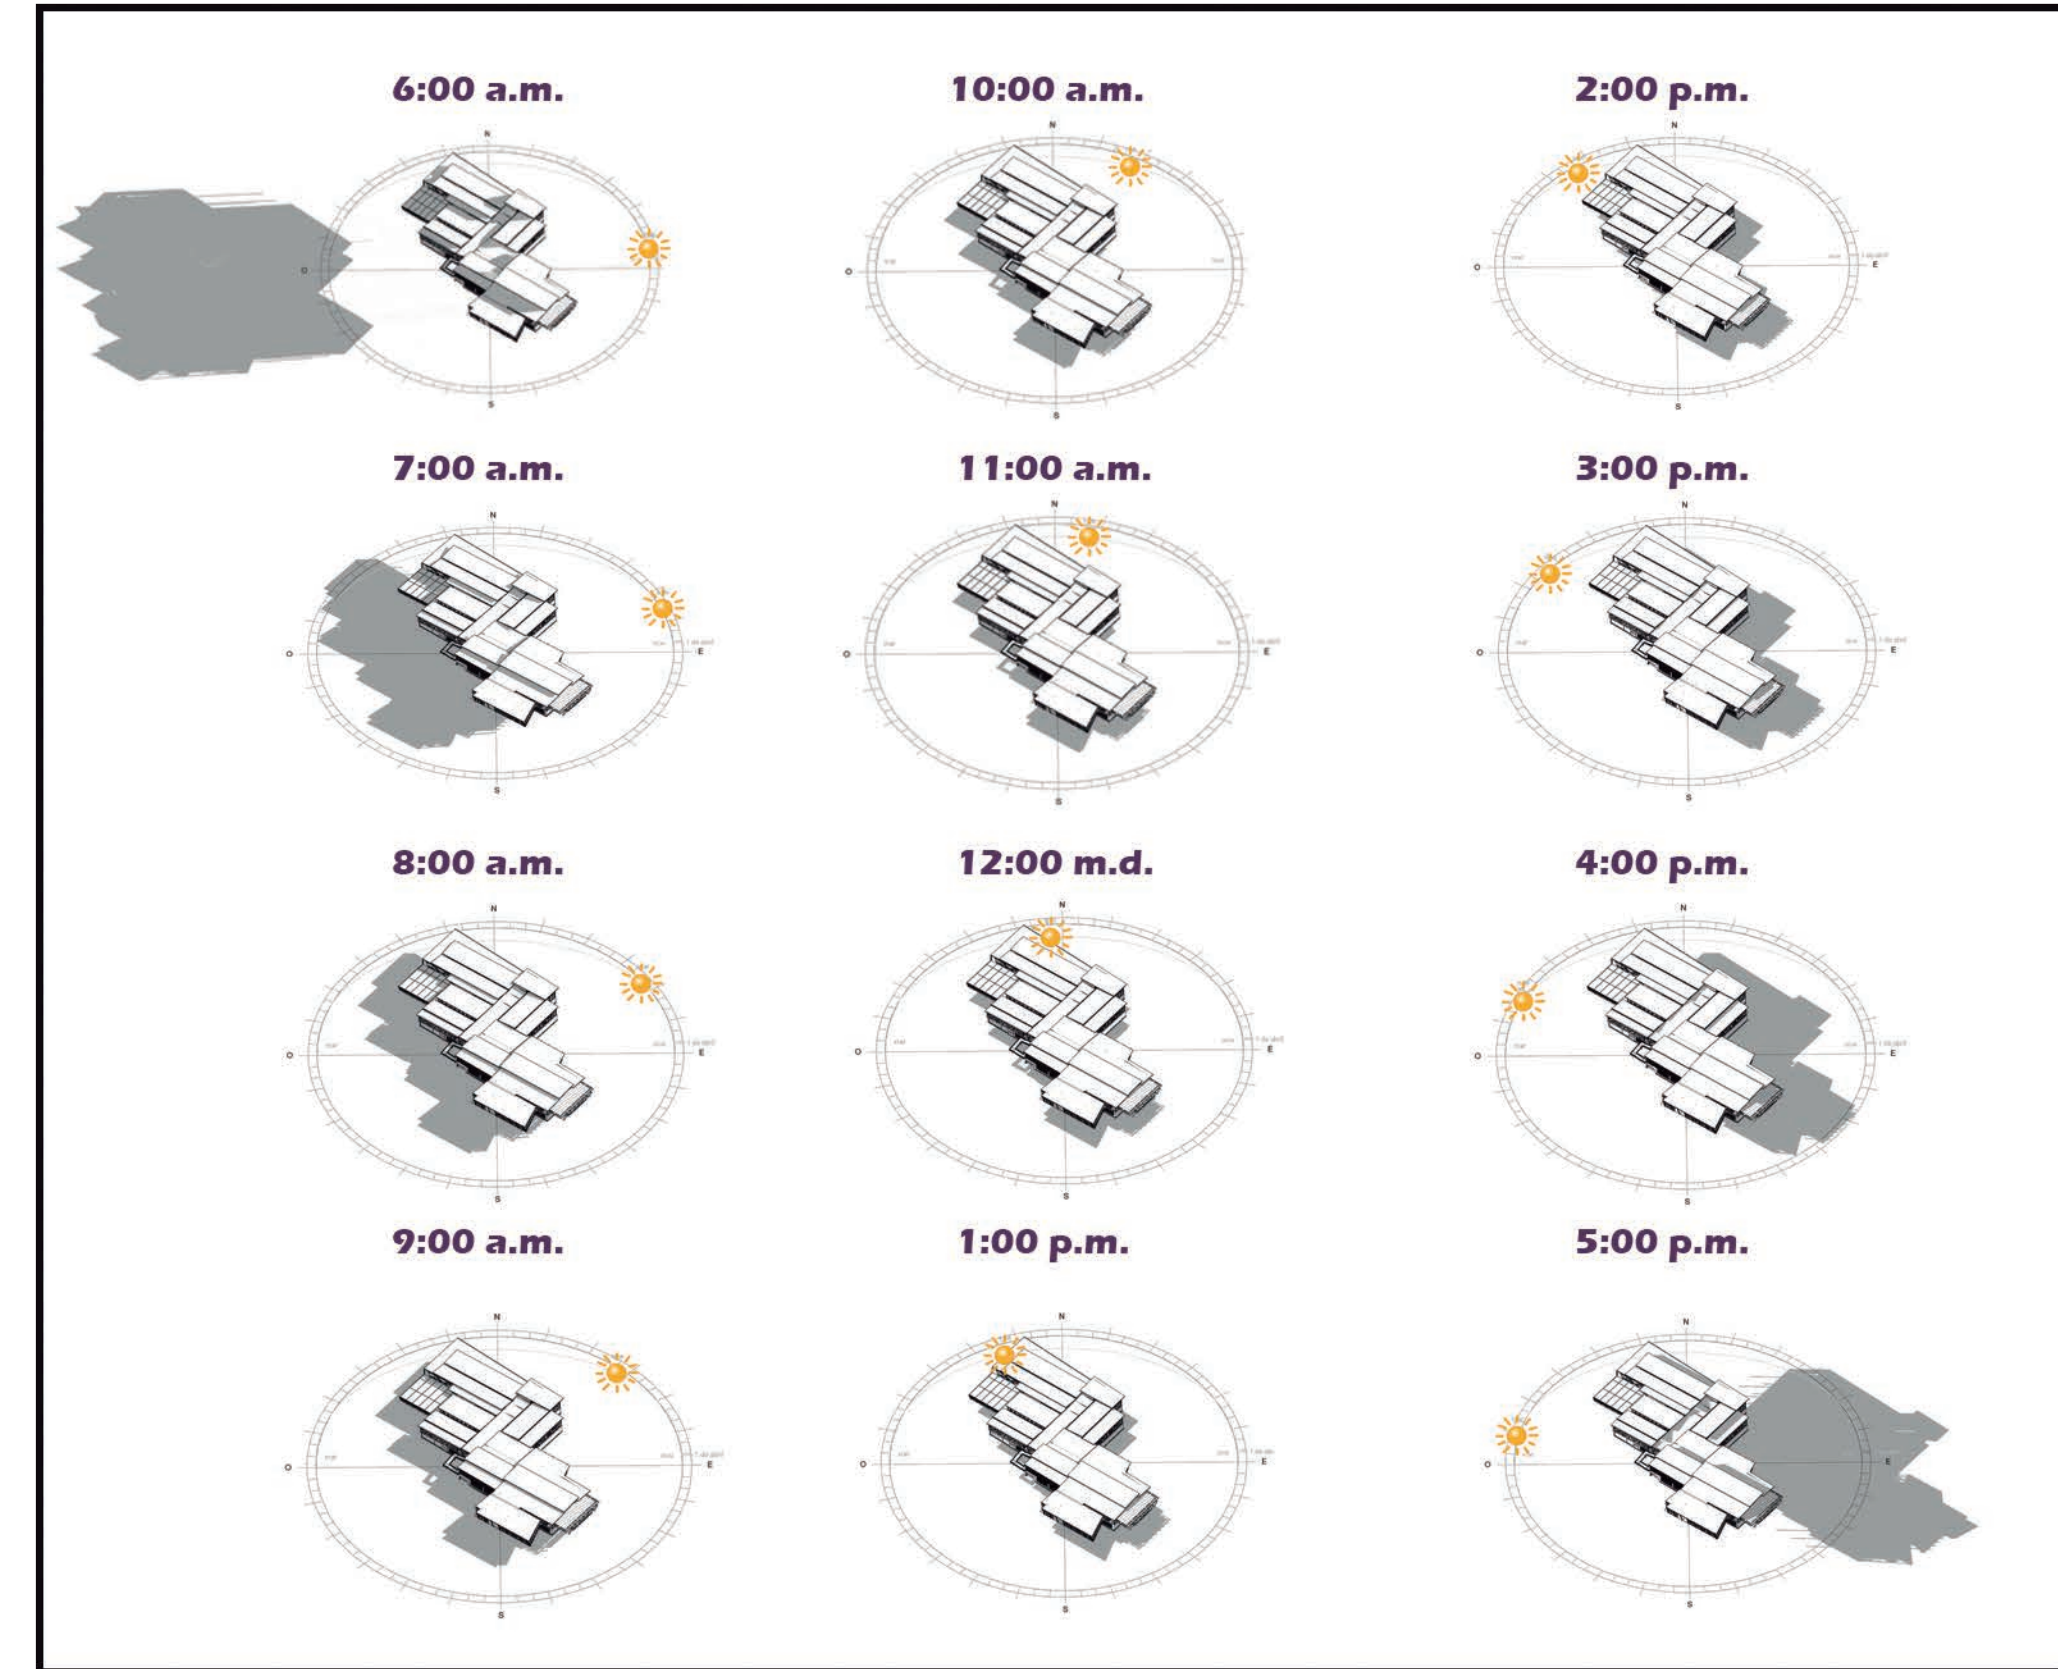 6:00 a.m.
N
O
S
7:00 a.m.
N
O
E
S
8:00 a.m.
N
O
E
S
9:00 a.m.
N
O
E
S
10:00 a.m.
N
O
S
11:00 a.m.
N
O
E
S
12:00 m.d.
N
O
E
S
1:00 p.m.
N
O
E
S
2:00 p.m.
N
O
E
S
3:00 p.m.
N
O
E
S
4:00 p.m.
N
O
E
S
5:00 p.m.
N
O
E
S